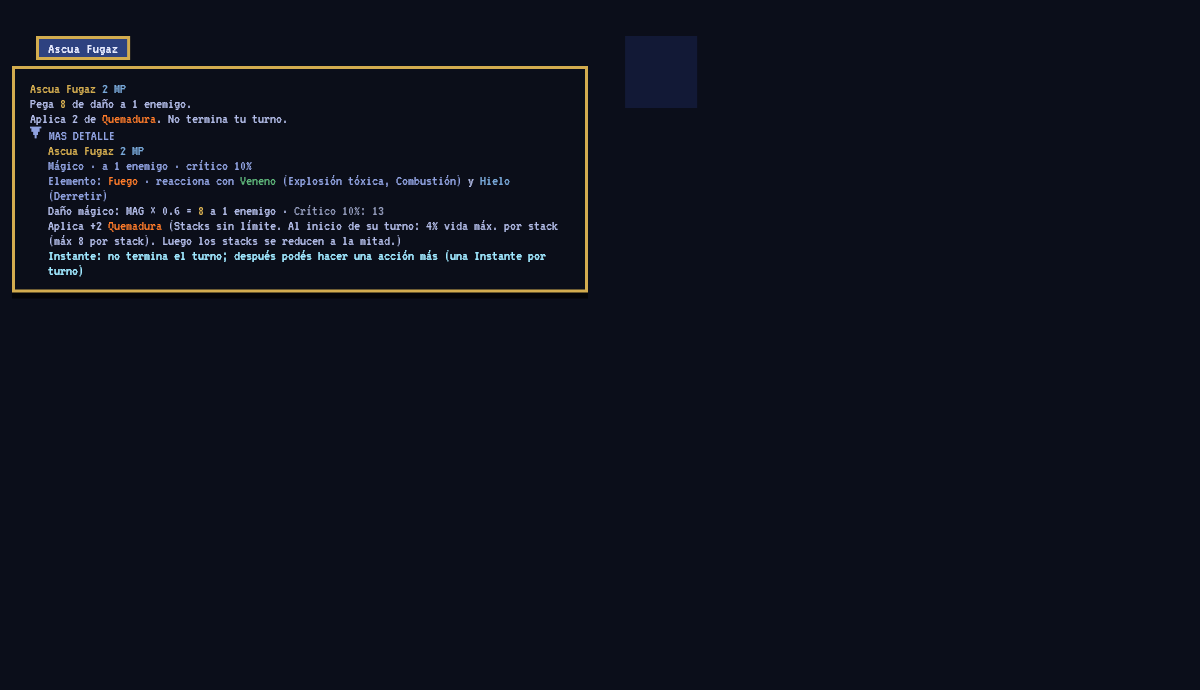 Ascua Fugaz
Ascua Fugaz 2 MP
Pega 8 de daño a 1 enemigo.
Aplica 2 de Quemadura. No termina tu turno.
MAS DETALLE
Ascua Fugaz 2 MP
Mágico · a 1 enemigo · crítico 10%
Elemento: Fuego · reacciona con Veneno (Explosión tóxica, Combustión) y Hielo
(Derretir)
Daño mágico: MAG × 0.6 = 8 a 1 enemigo · Crítico 10%: 13
Aplica +2 Quemadura (Stacks sin límite. Al inicio de su turno: 4% vida máx. por stack
(máx 8 por stack). Luego los stacks se reducen a la mitad.)
Instante: no termina el turno; después podés hacer una acción más (una Instante por
turno)